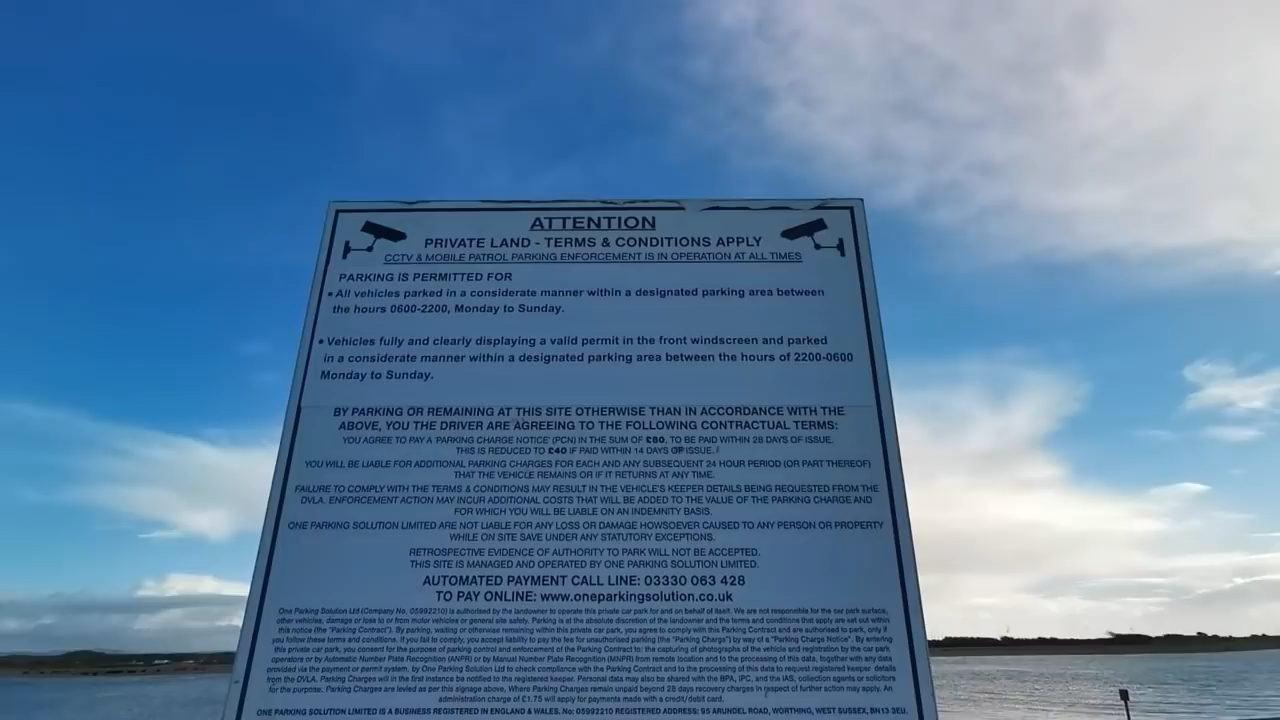 ATTENTION
PRIVATE LAND - TERMS & CONDITIONS APPLY
CCTV & MOBILE PATROL PARKING ENFORCEMENT IS IN OPERATION AT ALL TIMES
PARKING IS PERMITTED FOR
• All vehicles parked in a considerate manner within a designated parking area between
the hours 0600-2200, Monday to Sunday.
• Vehicles fully and clearly displaying a valid permit in the front windscreen and parked
in a considerate manner within a designated parking area between the hours of 2200-0600
Monday to Sunday.
BY PARKING OR REMAINING AT THIS SITE OTHERWISE THAN IN ACCORDANCE WITH THE
ABOVE, YOU THE DRIVER ARE AGREEING TO THE FOLLOWING CONTRACTUAL TERMS:
YOU AGREE TO PAY A 'PARKING CHARGE NOTICE' (PCN) IN THE SUM OF £80, TO BE PAID WITHIN 28 DAYS OF ISSUE.
THIS IS REDUCED TO £40 IF PAID WITHIN 14 DAYS OF ISSUE.
YOU WILL BE LIABLE FOR ADDITIONAL PARKING CHARGES FOR EACH AND ANY SUBSEQUENT 24 HOUR PERIOD (OR PART THEREOF)
THAT THE VEHICLE REMAINS OR IF IT RETURNS AT ANY TIME.
FAILURE TO COMPLY WITH THE TERMS & CONDITIONS MAY RESULT IN THE VEHICLE'S KEEPER DETAILS BEING REQUESTED FROM THE
DVLA. ENFORCEMENT ACTION MAY INCUR ADDITIONAL COSTS THAT WILL BE ADDED TO THE VALUE OF THE PARKING CHARGE AND
FOR WHICH YOU WILL BE LIABLE ON AN INDEMNITY BASIS.
ONE PARKING SOLUTION LIMITED ARE NOT LIABLE FOR ANY LOSS OR DAMAGE HOWSOEVER CAUSED TO ANY PERSON OR PROPERTY
WHILE ON SITE SAVE UNDER ANY STATUTORY EXCEPTIONS.
RETROSPECTIVE EVIDENCE OF AUTHORITY TO PARK WILL NOT BE ACCEPTED.
THIS SITE IS MANAGED AND OPERATED BY ONE PARKING SOLUTION LIMITED.
AUTOMATED PAYMENT CALL LINE: 03330 063 428
TO PAY ONLINE: www.oneparkingsolution.co.uk
One Parking Solution Ltd (Company No. 05992210) is authorised by the landowner to operate this private car park for and on behalf of itself. We are not responsible for the car park surface,
other vehicles, damage or loss to or from motor vehicles or general site safety. Parking is at the absolute discretion of the landowner and the terms and conditions that apply are set out within
this notice (the "Parking Contract"). By parking, waiting or otherwise remaining within this private car park, you agree to comply with this Parking Contract and are authorised to park, only if
you follow these terms and conditions. If you fail to comply, you accept liability to pay the fee for unauthorised parking (the "Parking Charge") by way of a "Parking Charge Notice". By entering
this private car park, you consent for the purpose of parking control and enforcement of the Parking Contract to: the capturing of photographs of the vehicle and registration by the car park
operators or by Automatic Number Plate Recognition (ANPR) or by Manual Number Plate Recognition (MNPR) from remote location and to the processing of this data, together with any data
provided via the payment or permit system, by One Parking Solution Ltd to check compliance with the Parking Contract and to the processing of this data to request registered keeper details
from the DVLA. Parking Charges will in the first instance be notified to the registered keeper. Personal data may also be shared with the BPA, IPC, and the IAS, collection agents or solicitors
for the purpose. Parking Charges are levied as per this signage above, Where Parking Charges remain unpaid beyond 28 days recovery charges in respect of further action may apply. An
administration charge of £1.75 will apply for payments made with a credit/debit card.
ONE PARKING SOLUTION LIMITED IS A BUSINESS REGISTERED IN ENGLAND & WALES. No: 05992210 REGISTERED ADDRESS: 95 ARUNDEL ROAD, WORTHING, WEST SUSSEX, BN13 3EU.